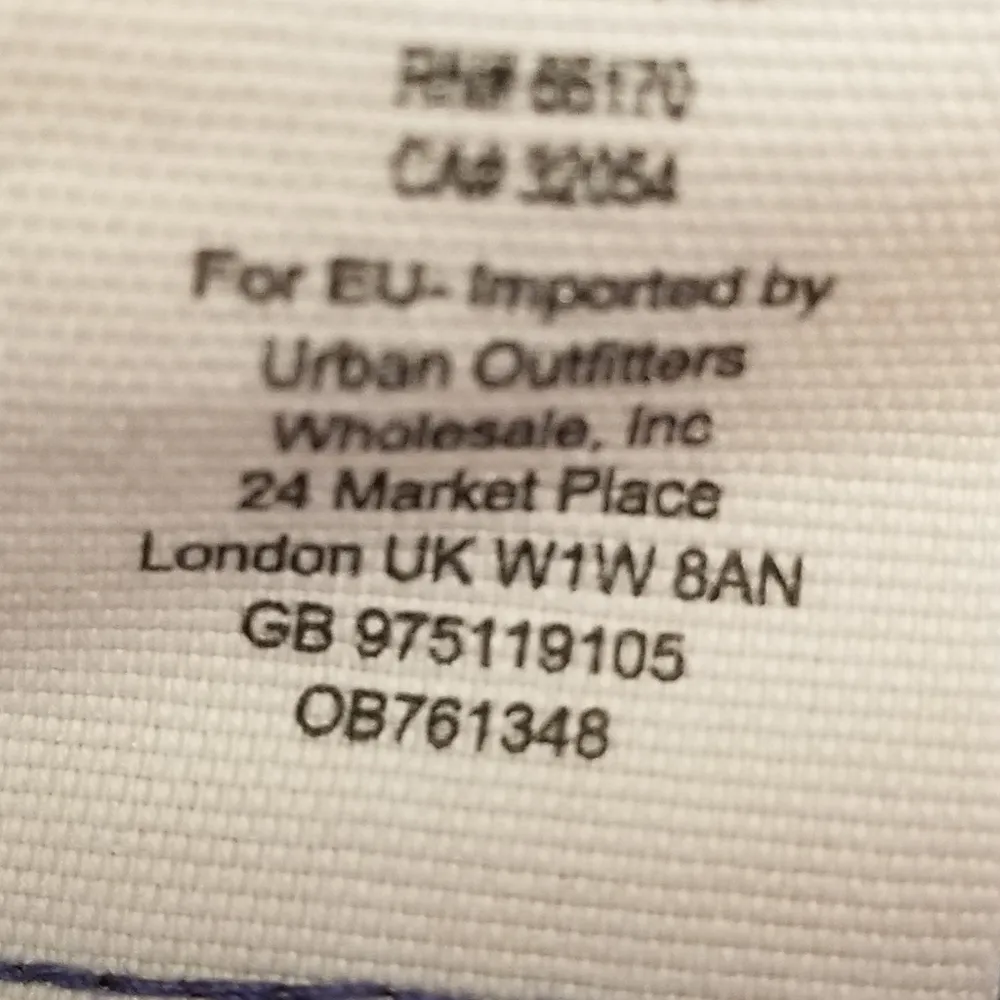 RN# 66170
CA# 32054
For EU- Imported by
Urban Outfitters
Wholesale, Inc
24 Market Place
London UK W1W 8AN
GB 975119105
OB761348